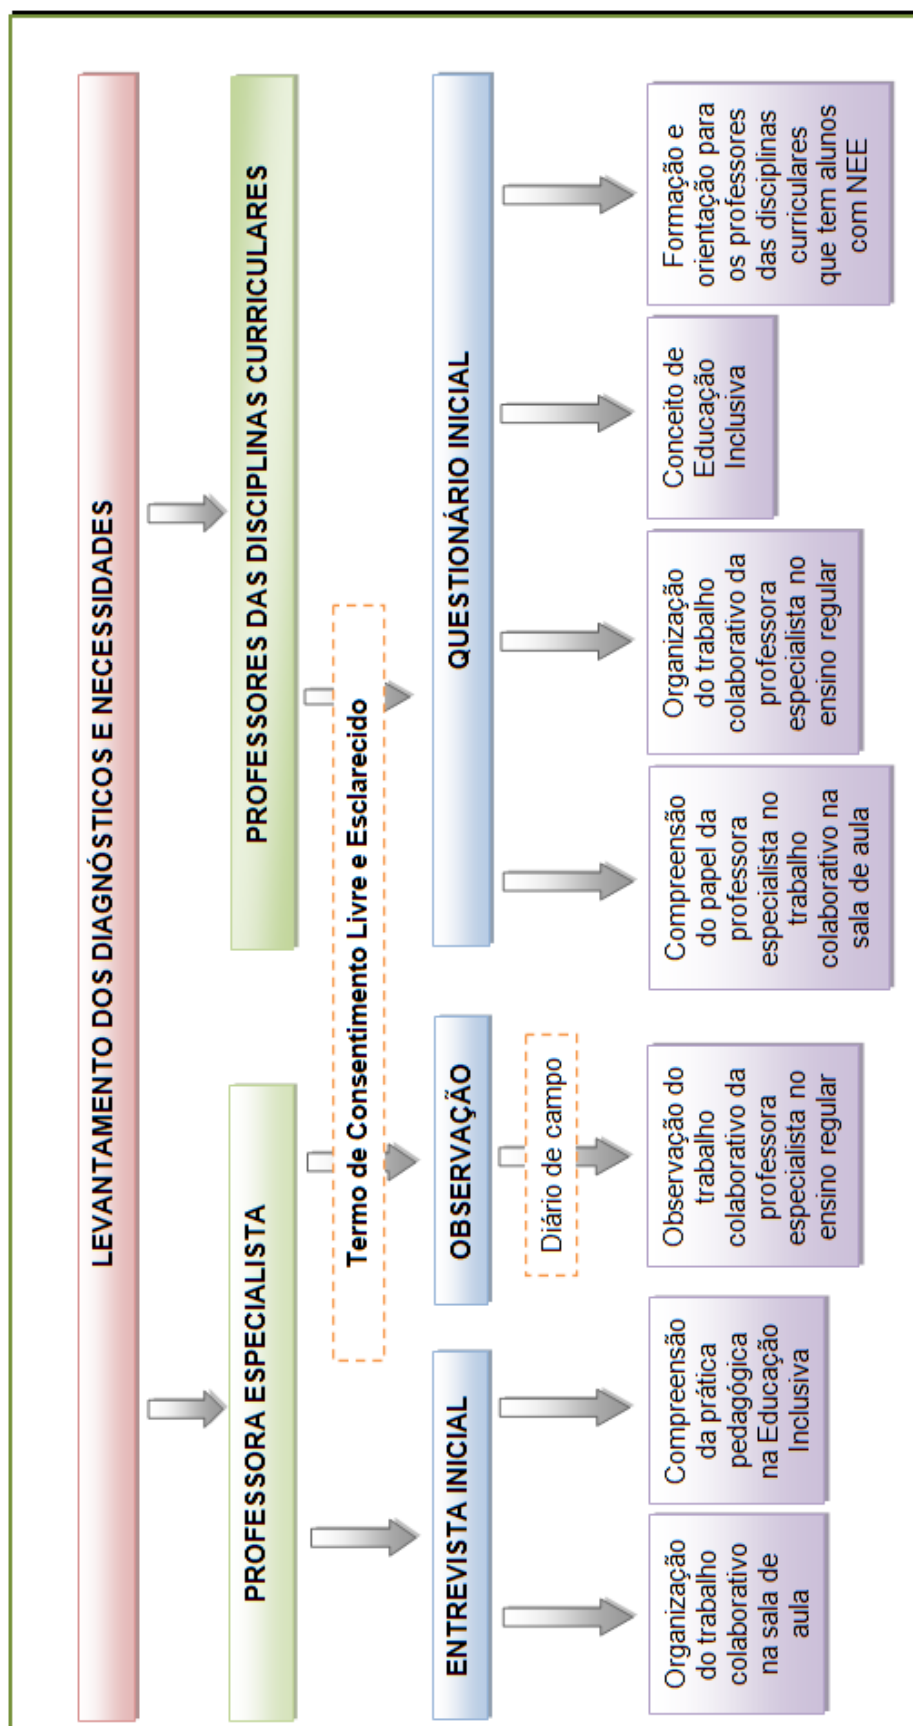 LEVANTAMENTO DOS DIAGNÓSTICOS E NECESSIDADES
PROFESSORA ESPECIALISTA
PROFESSORES DAS DISCIPLINAS CURRICULARES
Termo de Consentimento Livre e Esclarecido
ENTREVISTA INICIAL
OBSERVAÇÃO
QUESTIONÁRIO INICIAL
Diário de campo
Organização
do trabalho
colaborativo
na sala de
aula
Compreensão
da prática
pedagógica
na Educação
Inclusiva
Observação do
trabalho
colaborativo da
professora
especialista no
ensino regular
Compreensão
do papel da
professora
especialista no
trabalho
colaborativo na
sala de aula
Organização
do trabalho
colaborativo da
professora
especialista no
ensino regular
Conceito de
Educação
Inclusiva
Formação e
orientação para
os professores
das disciplinas
curriculares
que tem alunos
com NEE